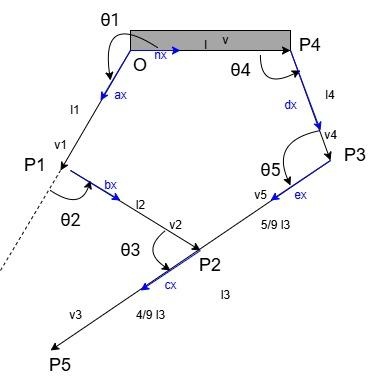 θ1
l
v
P4
O
nx
θ4
ax
dx
l4
l1
v1
v4
P1
θ5
P3
bx
v5
ex
l2
θ2
v2
5/9 l3
θ3
P2
cx
l3
v3
4/9 l3
P5